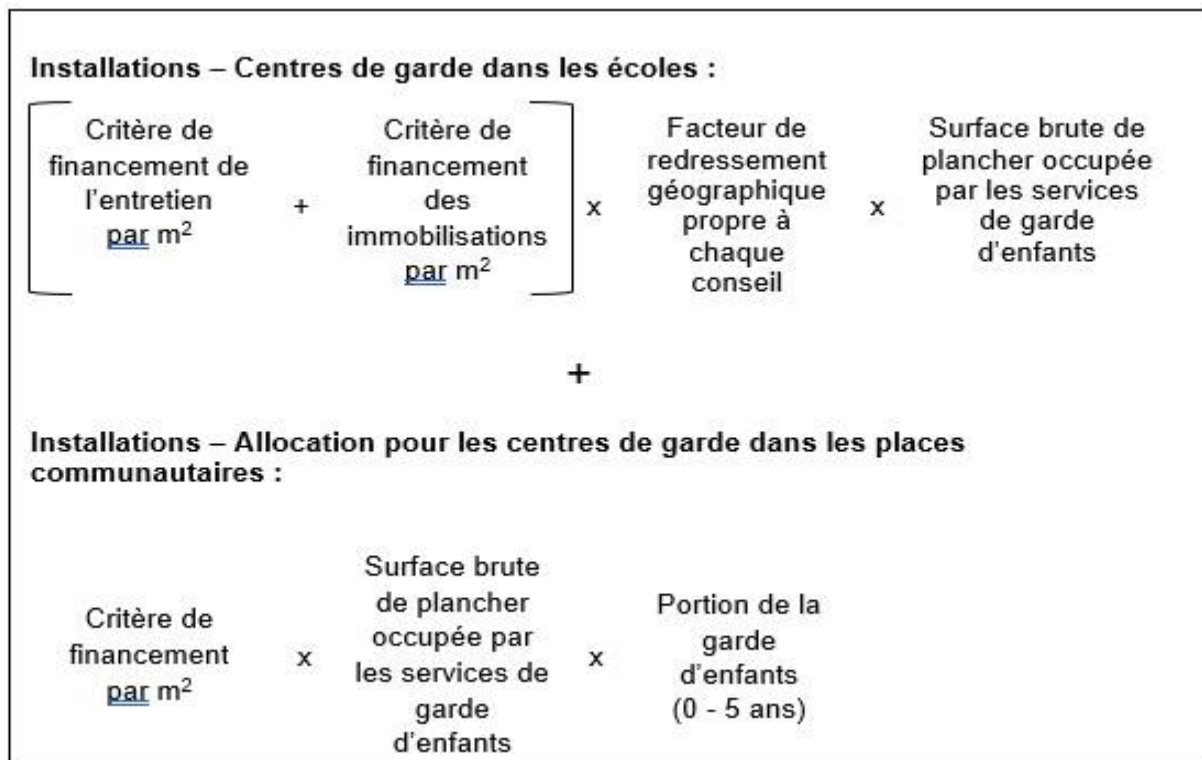 Installations – Centres de garde dans les écoles :
Critère de
financement de
l'entretien
par m²
+
Critère de
financement
des
immobilisations
par m²
x
Facteur de
redressement
géographique
propre à
chaque
conseil
x
Surface brute de
plancher occupée
par les services
de garde
d'enfants
+
Installations – Allocation pour les centres de garde dans les places
communautaires :
Critère de
financement
par m²
x
Surface brute
de plancher
occupée par
les services de
garde
d'enfants
x
Portion de la
garde
d'enfants
(0 - 5 ans)